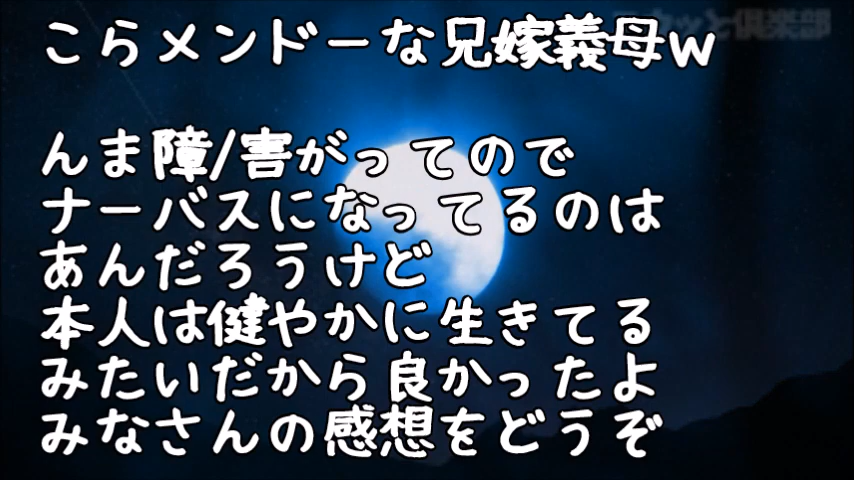 こらメンドーな兄嫁義母w
んま障/害がってので
ナーバスになってるのは
あんだろうけど
本人は健やかに生きてる
みたいだから良かったよ
みなさんの感想をどうぞ